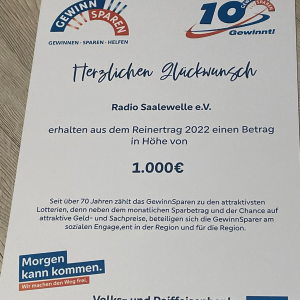 GEWINN
SPAREN
GEWINNEN · SPAREN · HELFEN
10
Gewinnt!
Herzlichen Glückwunsch
Radio Saalewelle e.V.
erhalten aus dem Reinertrag 2022 einen Betrag
in Höhe von
1.000€
Seit über 70 Jahren zählt das GewinnSparen zu den attraktivsten
Lotterien, denn neben dem monatlichen Sparbetrag und der Chance auf
attraktive Geld- und Sachpreise, beteiligen sich die GewinnSparer am
sozialen Engage,ent in der Region und für die Region.
Morgen
kann kommen.
Wir machen den Weg frei.